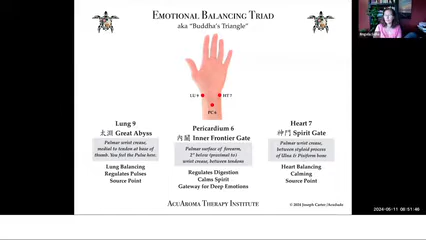 EMOTIONAL BALANCING TRIAD
aka "Buddha's Triangle"
LU 9
HT 7
PC 6
Lung 9
太淵 Great Abyss
Palmar wrist crease,
medial to tendon at base of
thumb. You feel the Pulse here.
Lung Balancing
Regulates Pulses
Source Point
Pericardium 6
內關 Inner Frontier Gate
Palmar surface of forearm,
2" below (proximal to)
wrist crease, between tendons
Regulates Digestion
Calms Spirit
Gateway for Deep Emotions
Heart 7
神門 Spirit Gate
Palmar wrist crease,
between styloid process
of Ulna & Pisiform bone
Heart Balancing
Calming
Source Point
ACUAROMA THERAPY INSTITUTE
2024-06-11 08:51:46